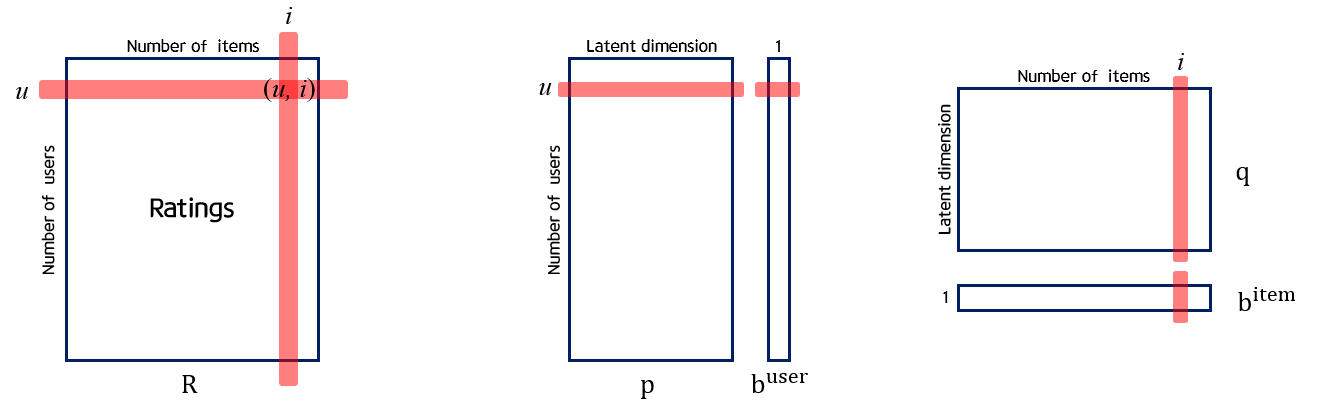 i
Number of items
u
(u, i)
Number of users
Ratings
R
Latent dimension
1
u
Number of users
p
b^user
i
Number of items
Latent dimension
q
1
b^item